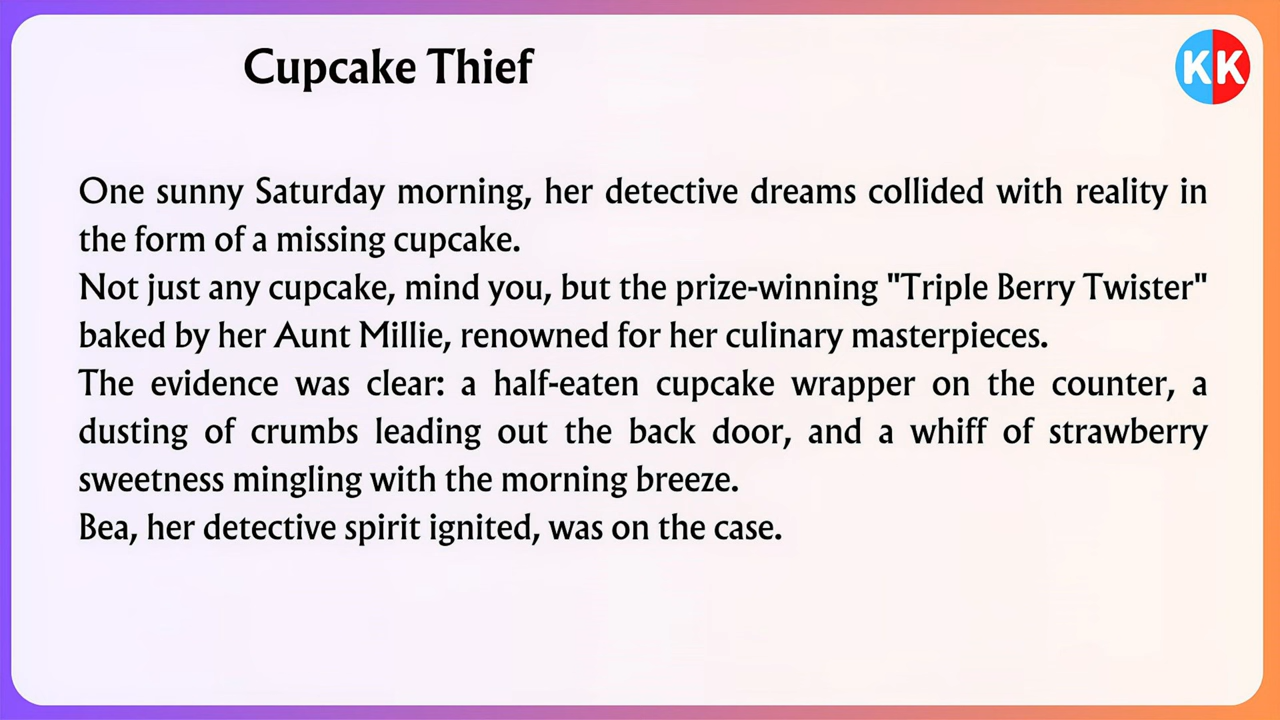 Cupcake Thief
KK
One sunny Saturday morning, her detective dreams collided with reality in
the form of a missing cupcake.
Not just any cupcake, mind you, but the prize-winning "Triple Berry Twister"
baked by her Aunt Millie, renowned for her culinary masterpieces.
The evidence was clear: a half-eaten cupcake wrapper on the counter, a
dusting of crumbs leading out the back door, and a whiff of strawberry
sweetness mingling with the morning breeze.
Bea, her detective spirit ignited, was on the case.